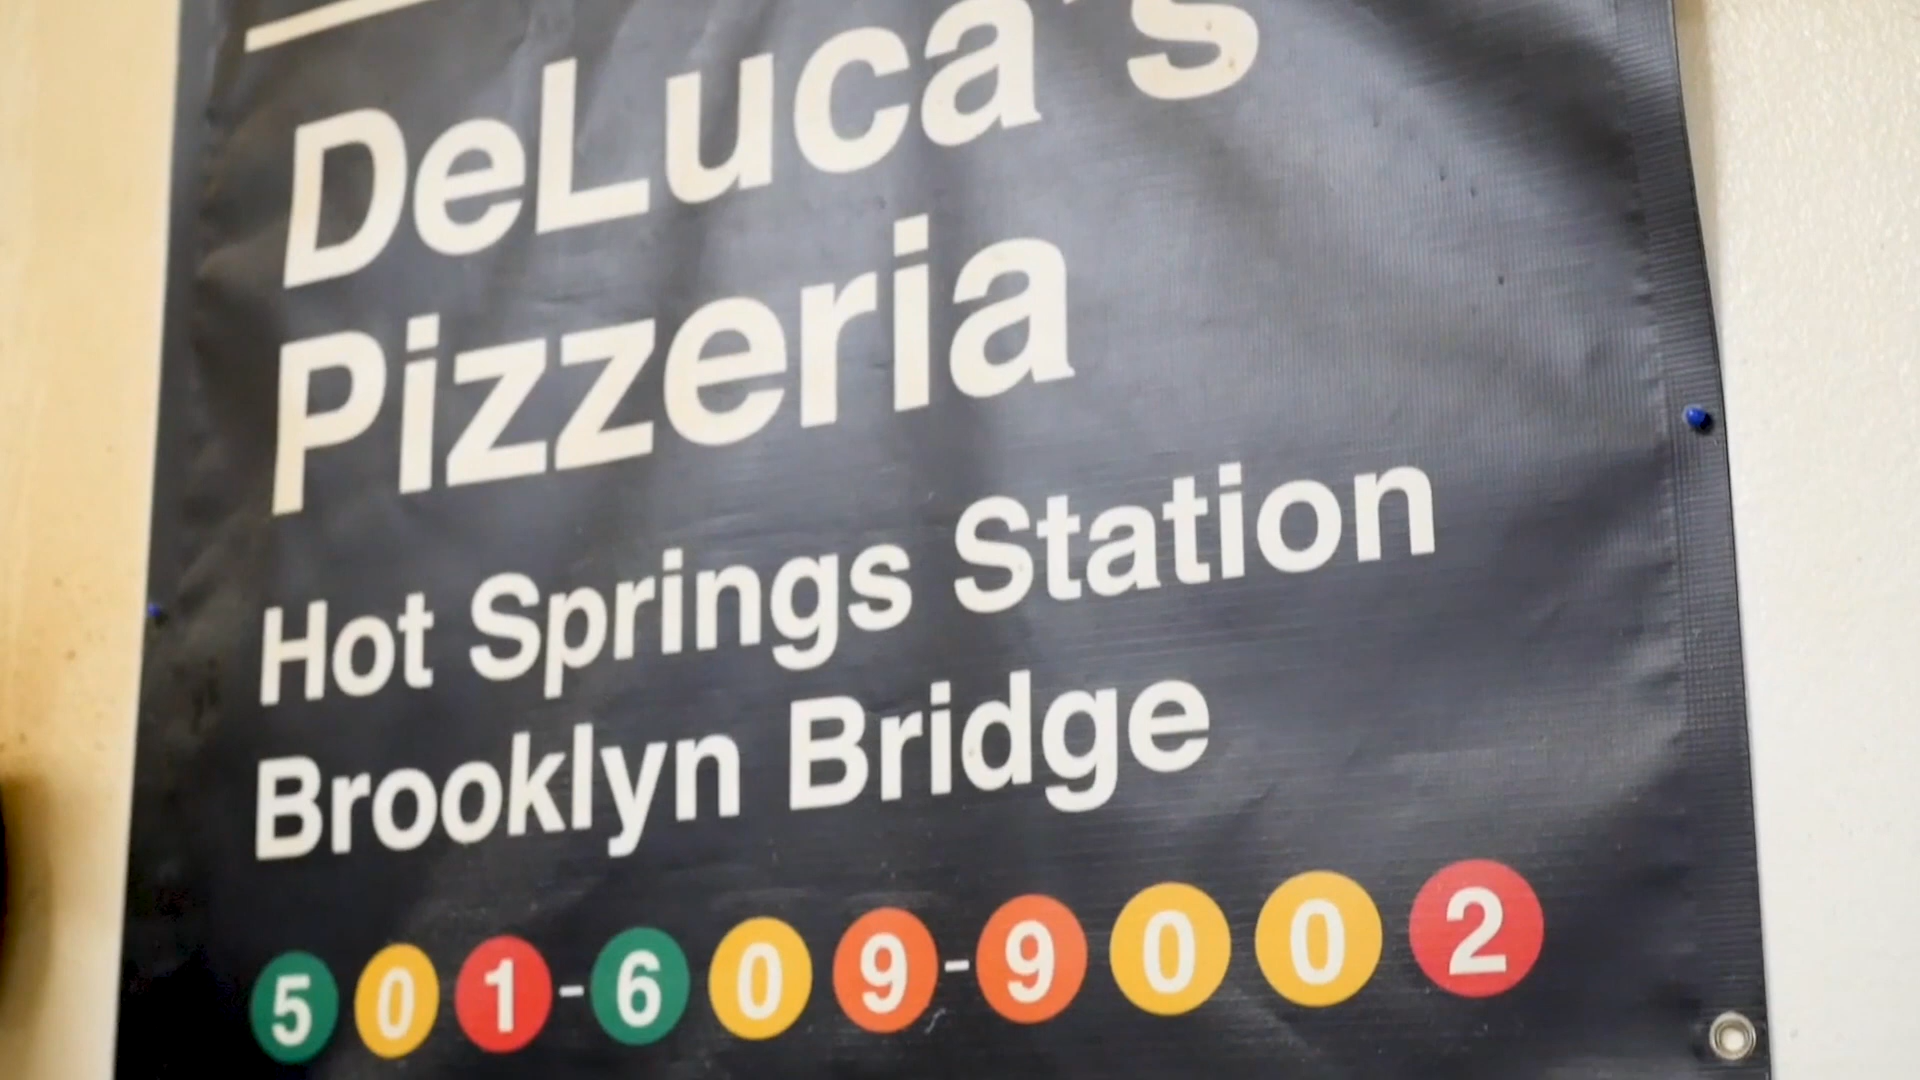 DeLuca's
Pizzeria
Hot Springs Station
Brooklyn Bridge
501-609-9002